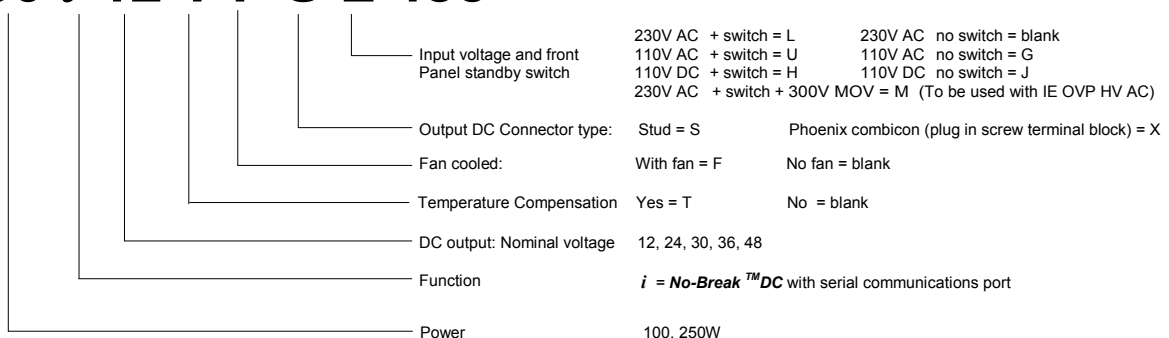 230V AC + switch = L 230V AC no switch = blank
Input voltage and front 110V AC + switch = U 110V AC no switch = G
Panel standby switch 110V DC + switch = H 110V DC no switch = J
230V AC + switch + 300V MOV = M (To be used with IE OVP HV AC)
Output DC Connector type: Stud = S Phoenix combicon (plug in screw terminal block) = X
Fan cooled: With fan = F No fan = blank
Temperature Compensation Yes = T No = blank
DC output: Nominal voltage 12, 24, 30, 36, 48
Function i = No-Break TM DC with serial communications port
Power 100, 250W